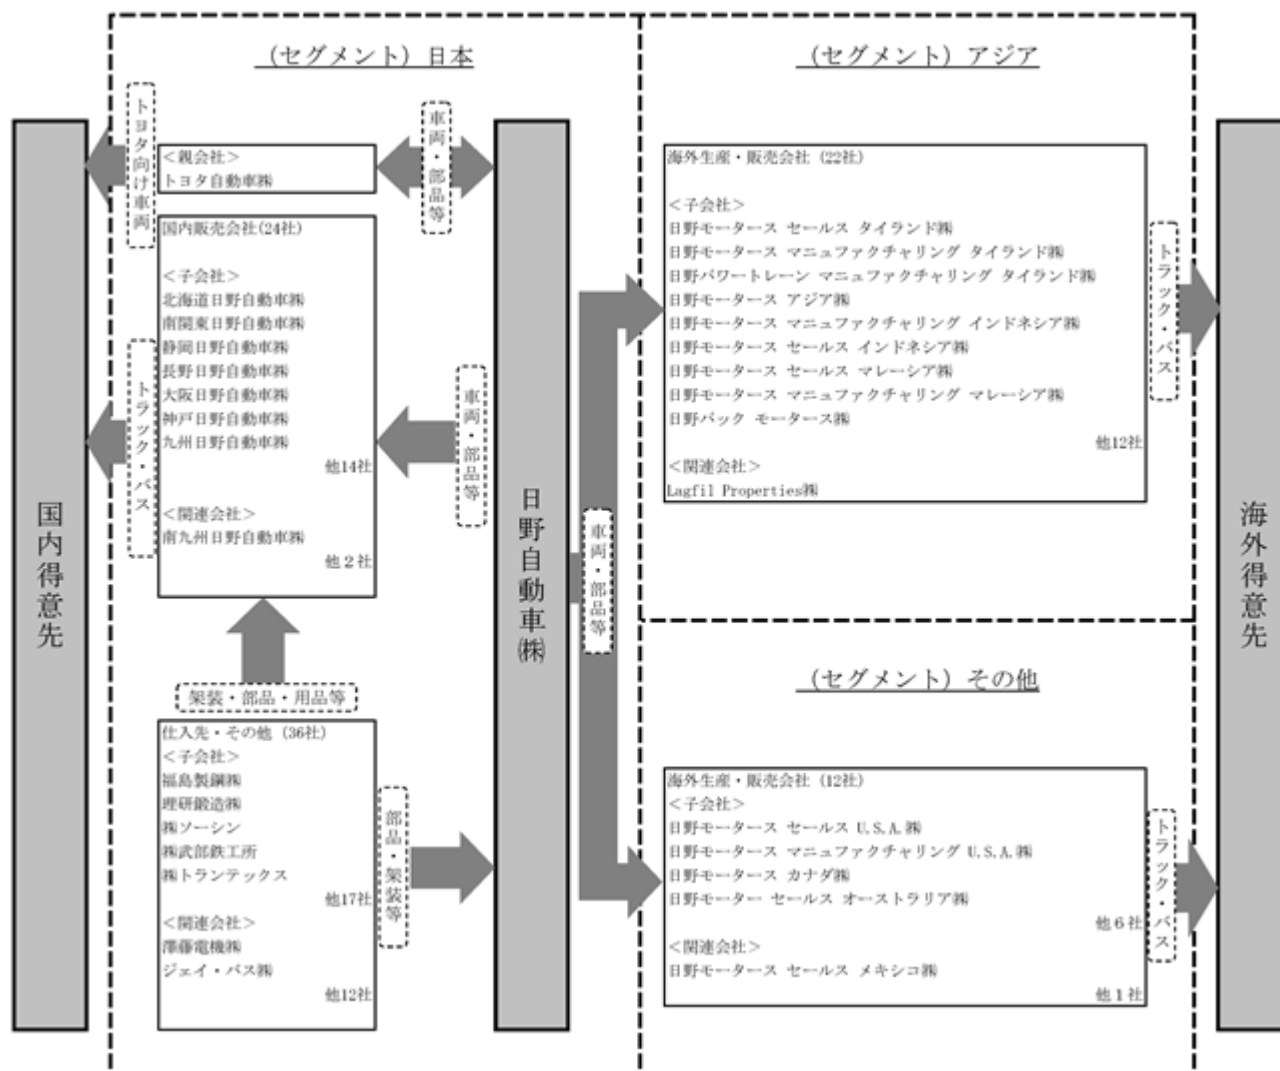 (セグメント) 日本
(セグメント) アジア
国内得意先
トヨタ向け車両
<親会社>
トヨタ自動車㈱
車両・部品等
国内販売会社(24社)
<子会社>
北海道日野自動車㈱
南関東日野自動車㈱
静岡日野自動車㈱
長野日野自動車㈱
大阪日野自動車㈱
神戸日野自動車㈱
九州日野自動車㈱
他14社
<関連会社>
南九州日野自動車㈱
他2社
トラック・バス
車両・部品等
架装・部品・用品等
仕入先・その他 (36社)
<子会社>
福島製鋼㈱
理研鍛造㈱
㈱ソーシン
㈱武部鉄工所
㈱トランテックス
他17社
<関連会社>
澤藤電機㈱
ジェイ・バス㈱
他12社
部品・架装等
日野自動車㈱
車両・部品等
海外生産・販売会社 (22社)
<子会社>
日野モータース セールス タイランド㈱
日野モータース マニュファクチャリング タイランド㈱
日野パワートレーン マニュファクチャリング タイランド㈱
日野モータース アジア㈱
日野モータース マニュファクチャリング インドネシア㈱
日野モータース セールス インドネシア㈱
日野モータース セールス マレーシア㈱
日野モータース マニュファクチャリング マレーシア㈱
日野パック モータース㈱
他12社
<関連会社>
Lagfil Properties㈱
トラック・バス
(セグメント) その他
海外生産・販売会社 (12社)
<子会社>
日野モータース セールス U.S.A.㈱
日野モータース マニュファクチャリング U.S.A.㈱
日野モータース カナダ㈱
日野モーター セールス オーストラリア㈱
他6社
<関連会社>
日野モータース セールス メキシコ㈱
他1社
トラック・バス
海外得意先